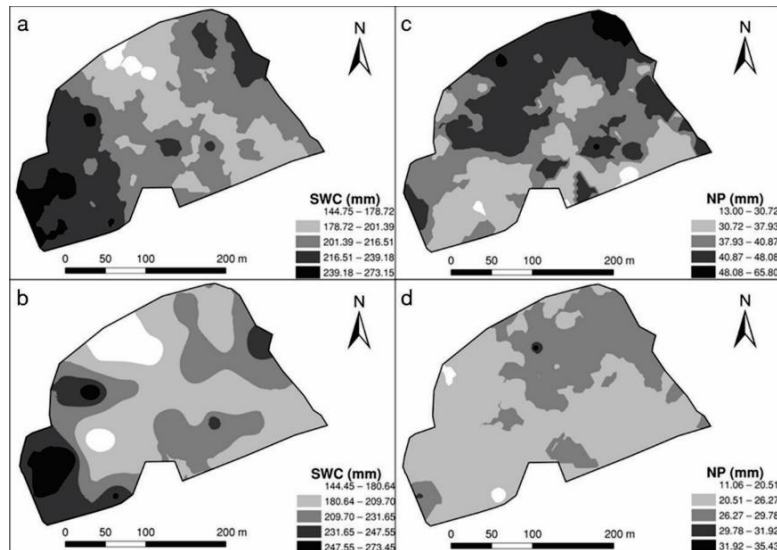 a
N
SWC (mm)
144.75 – 178.72
178.72 – 201.39
201.39 – 216.51
216.51 – 239.18
239.18 – 273.15
0 50 100 200 m
c
N
NP (mm)
13.00 – 30.72
30.72 – 37.93
37.93 – 40.87
40.87 – 48.08
48.08 – 65.80
0 50 100 200 m
b
N
SWC (mm)
144.45 – 180.64
180.64 – 209.70
209.70 – 231.65
231.65 – 247.55
247.55 – 273.45
0 50 100 200 m
d
N
NP (mm)
11.06 – 20.51
20.51 – 26.27
26.27 – 29.78
29.78 – 31.92
31.92 – 35.43
0 50 100 200 m